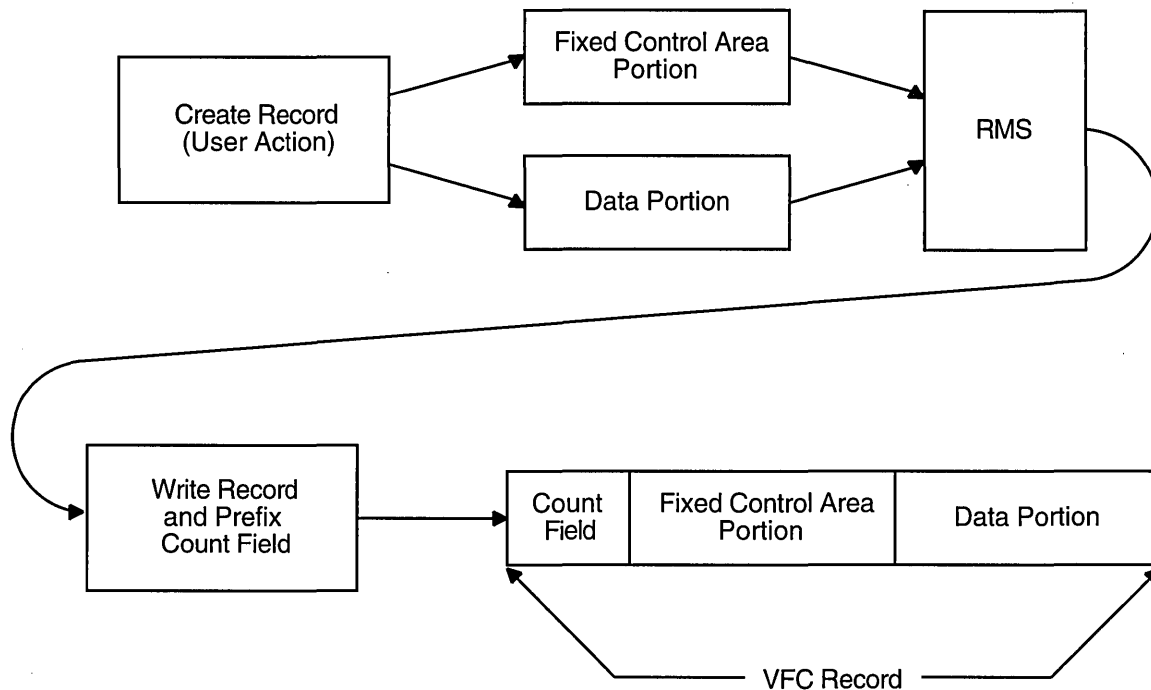 Fixed Control Area
Portion
Create Record
(User Action)
RMS
Data Portion
Write Record
and Prefix
Count Field
Count
Field
Fixed Control Area
Portion
Data Portion
VFC Record